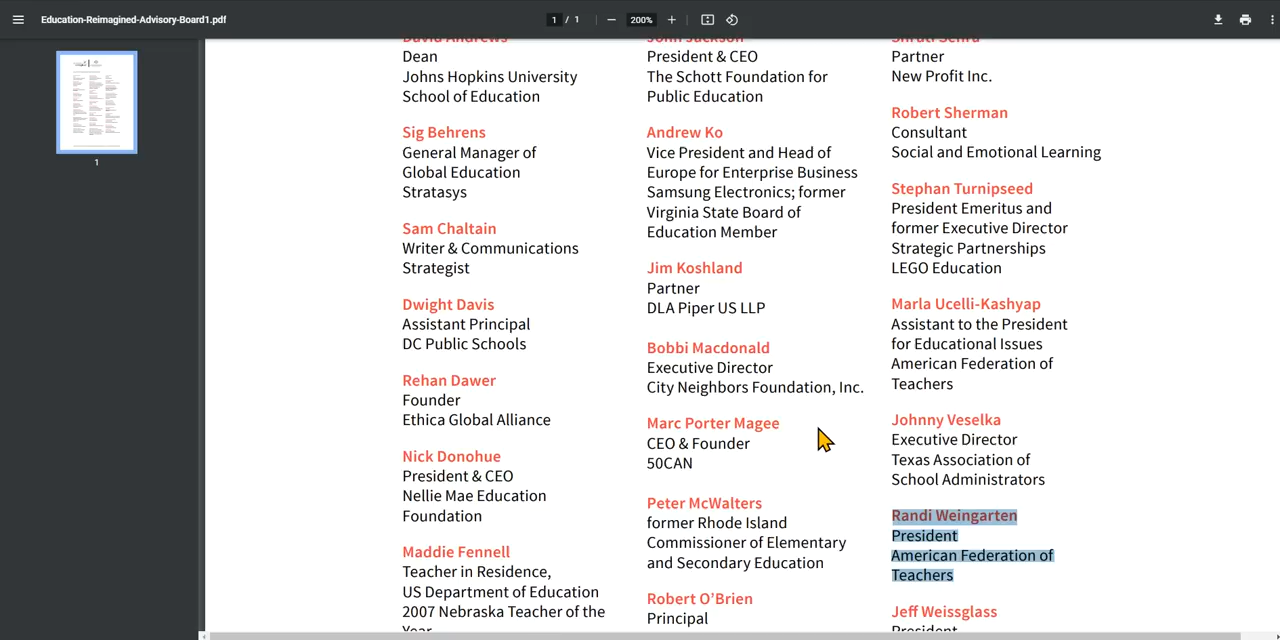 Education-Reimagined-Advisory-Board1.pdf
1 / 1
200%
1
David Andrews
Dean
Johns Hopkins University
School of Education
Sig Behrens
General Manager of
Global Education
Stratasys
Sam Chaltain
Writer & Communications
Strategist
Dwight Davis
Assistant Principal
DC Public Schools
Rehan Dawer
Founder
Ethica Global Alliance
Nick Donohue
President & CEO
Nellie Mae Education
Foundation
Maddie Fennell
Teacher in Residence,
US Department of Education
2007 Nebraska Teacher of the
Year
John Jackson
President & CEO
The Schott Foundation for
Public Education
Andrew Ko
Vice President and Head of
Europe for Enterprise Business
Samsung Electronics; former
Virginia State Board of
Education Member
Jim Koshland
Partner
DLA Piper US LLP
Bobbi Macdonald
Executive Director
City Neighbors Foundation, Inc.
Marc Porter Magee
CEO & Founder
50CAN
Peter McWalters
former Rhode Island
Commissioner of Elementary
and Secondary Education
Robert O’Brien
Principal
Shruti Sehra
Partner
New Profit Inc.
Robert Sherman
Consultant
Social and Emotional Learning
Stephan Turnipseed
President Emeritus and
former Executive Director
Strategic Partnerships
LEGO Education
Marla Ucelli-Kashyap
Assistant to the President
for Educational Issues
American Federation of
Teachers
Johnny Veselka
Executive Director
Texas Association of
School Administrators
Randi Weingarten
President
American Federation of
Teachers
Jeff Weissglass
President